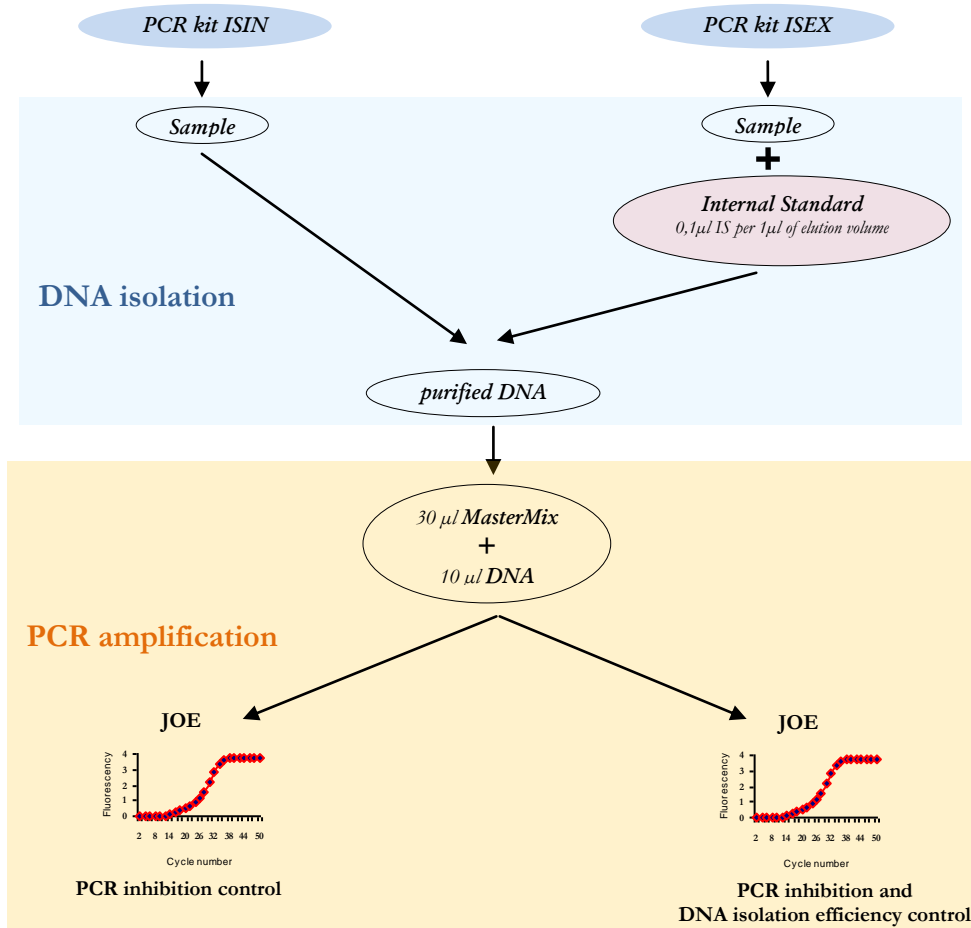 PCR kit ISIN
PCR kit ISEX
Sample
Sample
+
Internal Standard
0,1µl IS per 1µl of elution volume
DNA isolation
purified DNA
30 µl MasterMix
+
10 µl DNA
PCR amplification
JOE
Fluorescency
4
3
2
1
0
2 8 14 20 26 32 38 44 50
Cycle number
PCR inhibition control
JOE
Fluorescency
4
3
2
1
0
2 8 14 20 26 32 38 44 50
Cycle number
PCR inhibition and
DNA isolation efficiency control